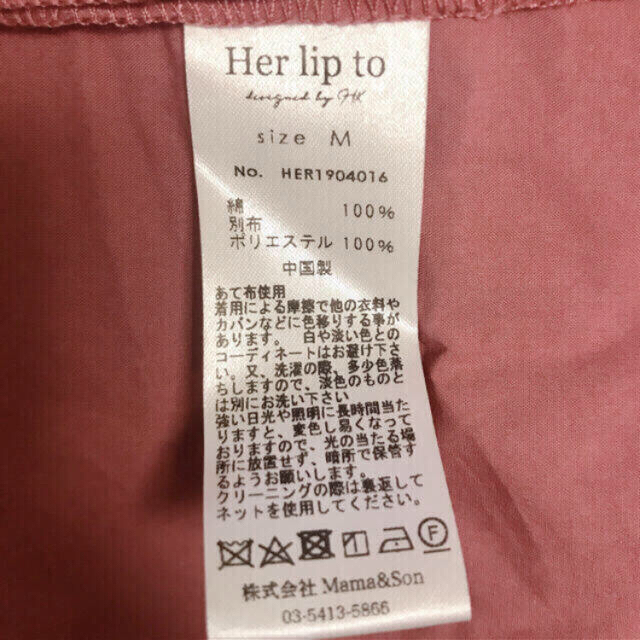 Her lip to
designed by HK
size M
No. HER1904016
綿 100%
別布
ポリエステル 100%
中国製
あて布使用
着用による摩擦で他の衣料や
カバンなどに色移りする事が
あります。 白や淡い色との
コーディネートはお避け下さ
い。又、洗濯の際、多少色落
ちしますので、淡色のものと
は別にお洗い下さい
強い日光や照明に長時間当た
りますと、変色し易くなって
おりますので、光の当たる場
所に放置せず、暗所で保管す
るようお願いします。
クリーニングの際は裏返して
ネットを使用してください。
F
株式会社 Mama&Son
03-5413-5866